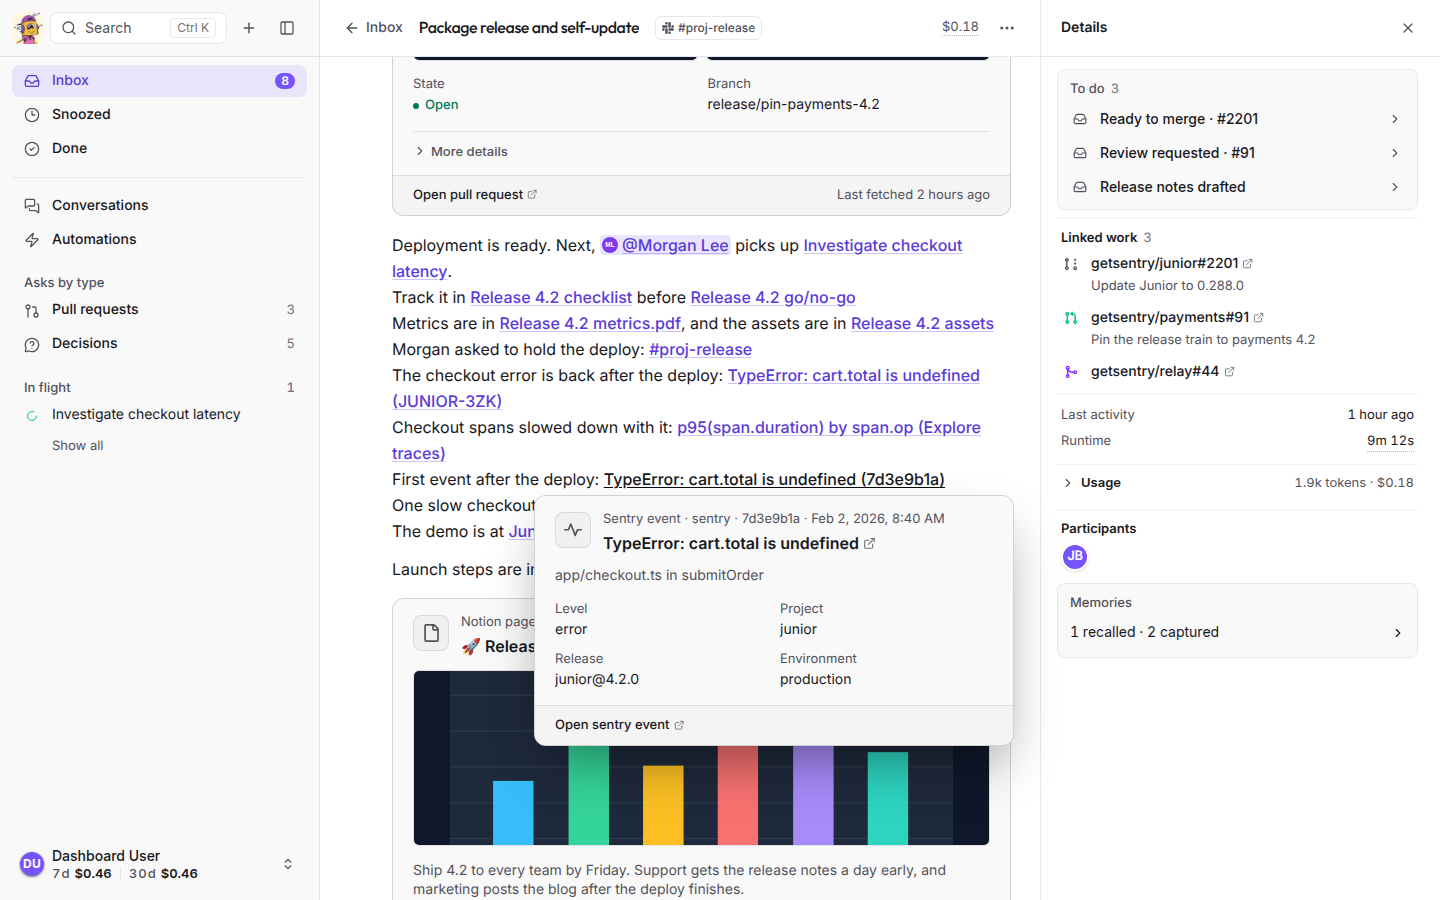 Search
Ctrl K
Inbox
8
Snoozed
Done
Conversations
Automations
Asks by type
Pull requests
3
Decisions
5
In flight
1
Investigate checkout latency
Show all
DU
Dashboard User
7d $0.46
30d $0.46
Inbox
Package release and self-update
#proj-release
$0.18
State
Open
Branch
release/pin-payments-4.2
More details
Open pull request
Last fetched 2 hours ago
Deployment is ready. Next, ML @Morgan Lee picks up Investigate checkout
latency.
Track it in Release 4.2 checklist before Release 4.2 go/no-go
Metrics are in Release 4.2 metrics.pdf, and the assets are in Release 4.2 assets
Morgan asked to hold the deploy: #proj-release
The checkout error is back after the deploy: TypeError: cart.total is undefined
(JUNIOR-3ZK)
Checkout spans slowed down with it: p95(span.duration) by span.op (Explore
traces)
First event after the deploy: TypeError: cart.total is undefined (7d3e9b1a)
One slow checkout
The demo is at Jun
Launch steps are in
Sentry event · sentry · 7d3e9b1a · Feb 2, 2026, 8:40 AM
TypeError: cart.total is undefined
app/checkout.ts in submitOrder
Level
error
Project
junior
Release
junior@4.2.0
Environment
production
Open sentry event
Notion page
🚀 Releas
Ship 4.2 to every team by Friday. Support gets the release notes a day early, and
marketing posts the blog after the deploy finishes.
Details
To do 3
Ready to merge · #2201
Review requested · #91
Release notes drafted
Linked work 3
getsentry/junior#2201
Update Junior to 0.288.0
getsentry/payments#91
Pin the release train to payments 4.2
getsentry/relay#44
Last activity
1 hour ago
Runtime
9m 12s
Usage
1.9k tokens · $0.18
Participants
JB
Memories
1 recalled · 2 captured